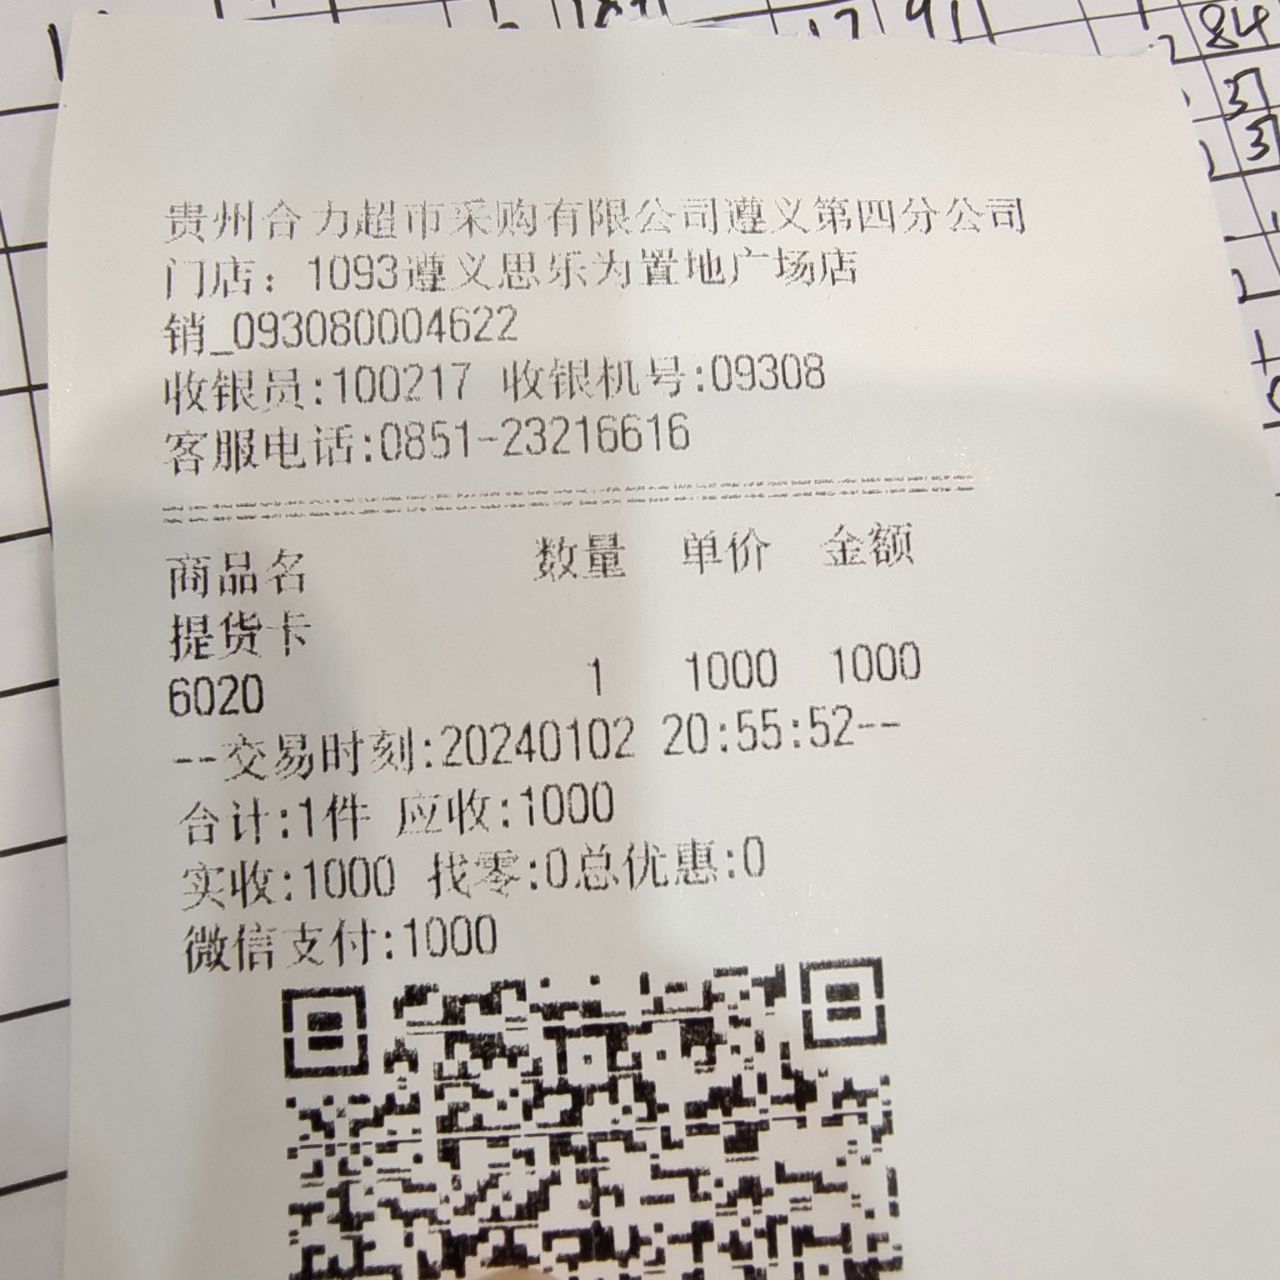 贵州合力超市采购有限公司遵义第四分公司
门店：1093遵义思乐为置地广场店
销_093080004622
收银员:100217 收银机号:09308
客服电话:0851-23216616
商品名 数量 单价 金额
提货卡
6020 1 1000 1000
--交易时刻:20240102 20:55:52--
合计:1件 应收:1000
实收:1000 找零:0总优惠:0
微信支付:1000